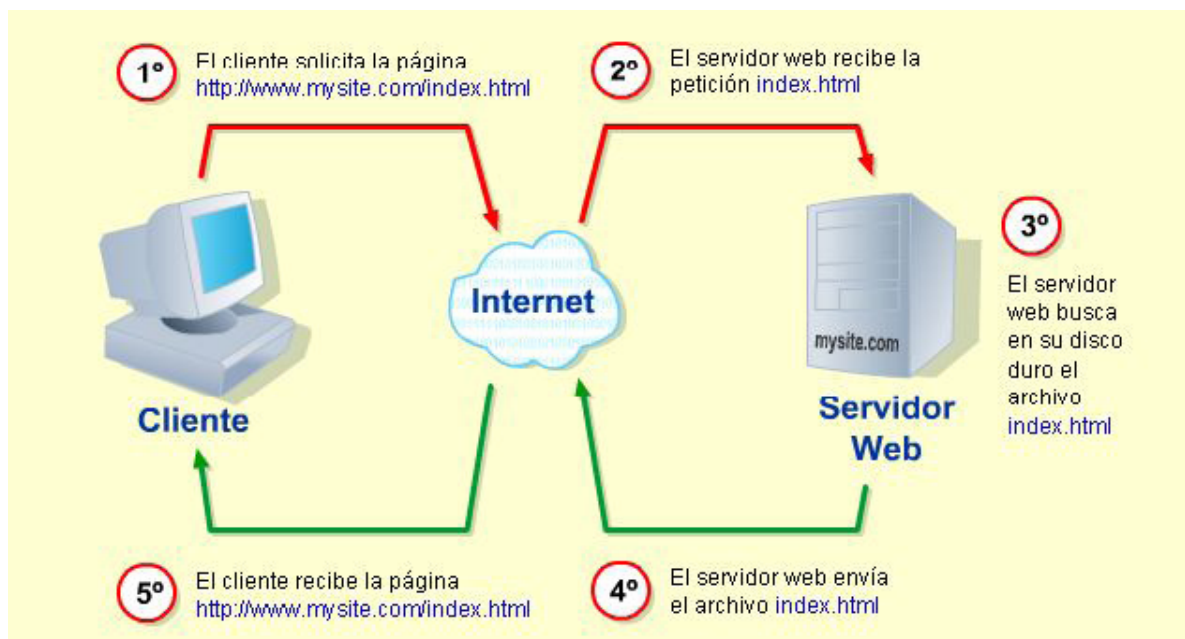 1º
El cliente solicita la página
http://www.mysite.com/index.html
2º
El servidor web recibe la
petición index.html
3º
El servidor
web busca
en su disco
duro el
archivo
index.html
Internet
mysite.com
Cliente
Servidor
Web
5º
El cliente recibe la página
http://www.mysite.com/index.html
4º
El servidor web envía
el archivo index.html